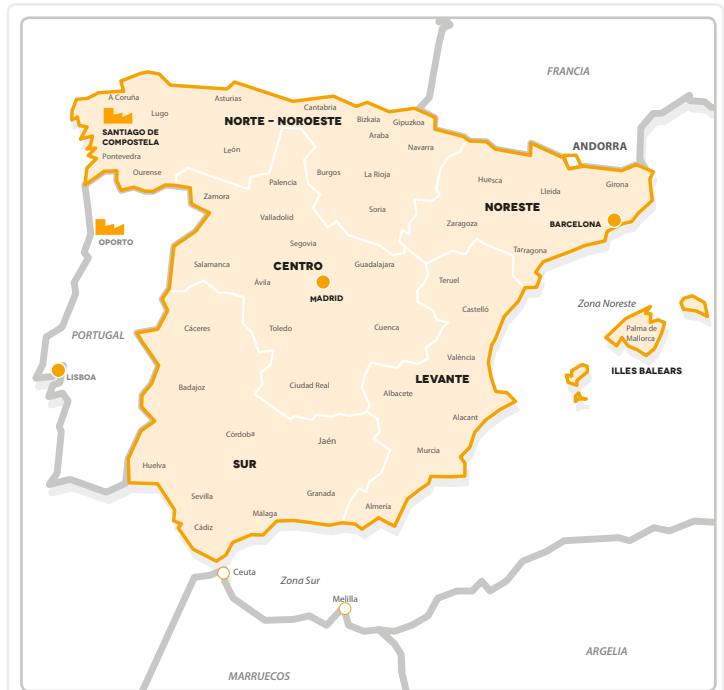 FRANCIA
A Coruña
Asturias
Cantabria
Lugo
NORTE – NOROESTE
Bizkaia
Gipuzkoa
SANTIAGO DE
COMPOSTELA
Araba
ANDORRA
León
Navarra
Pontevedra
Ourense
Burgos
La Rioja
Palencia
Huesca
Lleida
Girona
Zamora
Valladolid
Soria
NORESTE
Zaragoza
BARCELONA
OPORTO
Segovia
Tarragona
Salamanca
CENTRO
Guadalajara
Ávila
Teruel
MADRID
Zona Noreste
Castelló
PORTUGAL
Cáceres
Toledo
Cuenca
Palma de
Mallorca
València
LISBOA
ILLES BALEARS
Badajoz
Ciudad Real
LEVANTE
Albacete
Alacant
Córdoba
Jaén
Murcia
Huelva
SUR
Sevilla
Granada
Almería
Málaga
Cádiz
Ceuta
Zona Sur
Melilla
ARGELIA
MARRUECOS